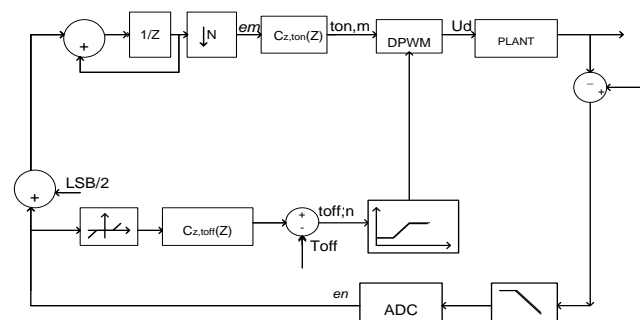 +
1/Z
↓N
em
Cz,ton(Z)
ton,m
DPWM
Ud
PLANT
−
+
LSB/2
+
Cz,toff(Z)
+
-
toff;n
Toff
en
ADC